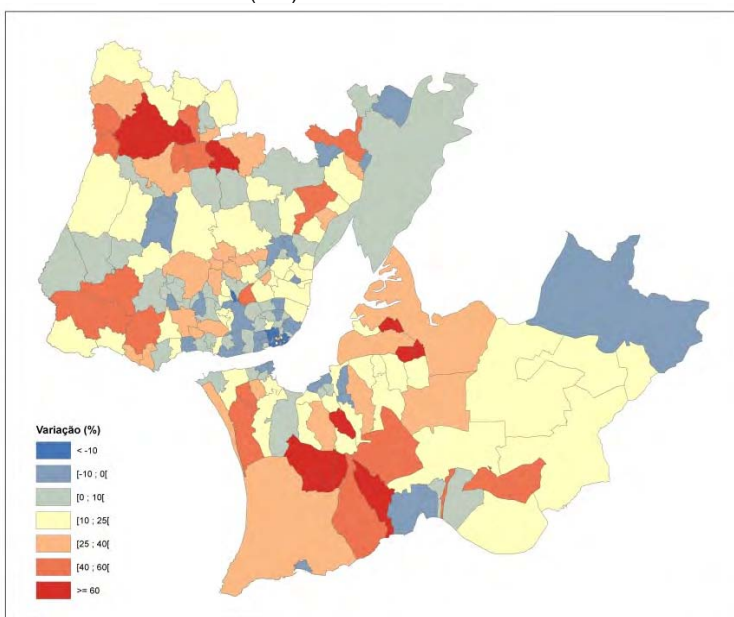 Variação (%)
< -10
[-10 ; 0[
[0 ; 10[
[10 ; 25[
[25 ; 40[
[40 ; 60[
>= 60